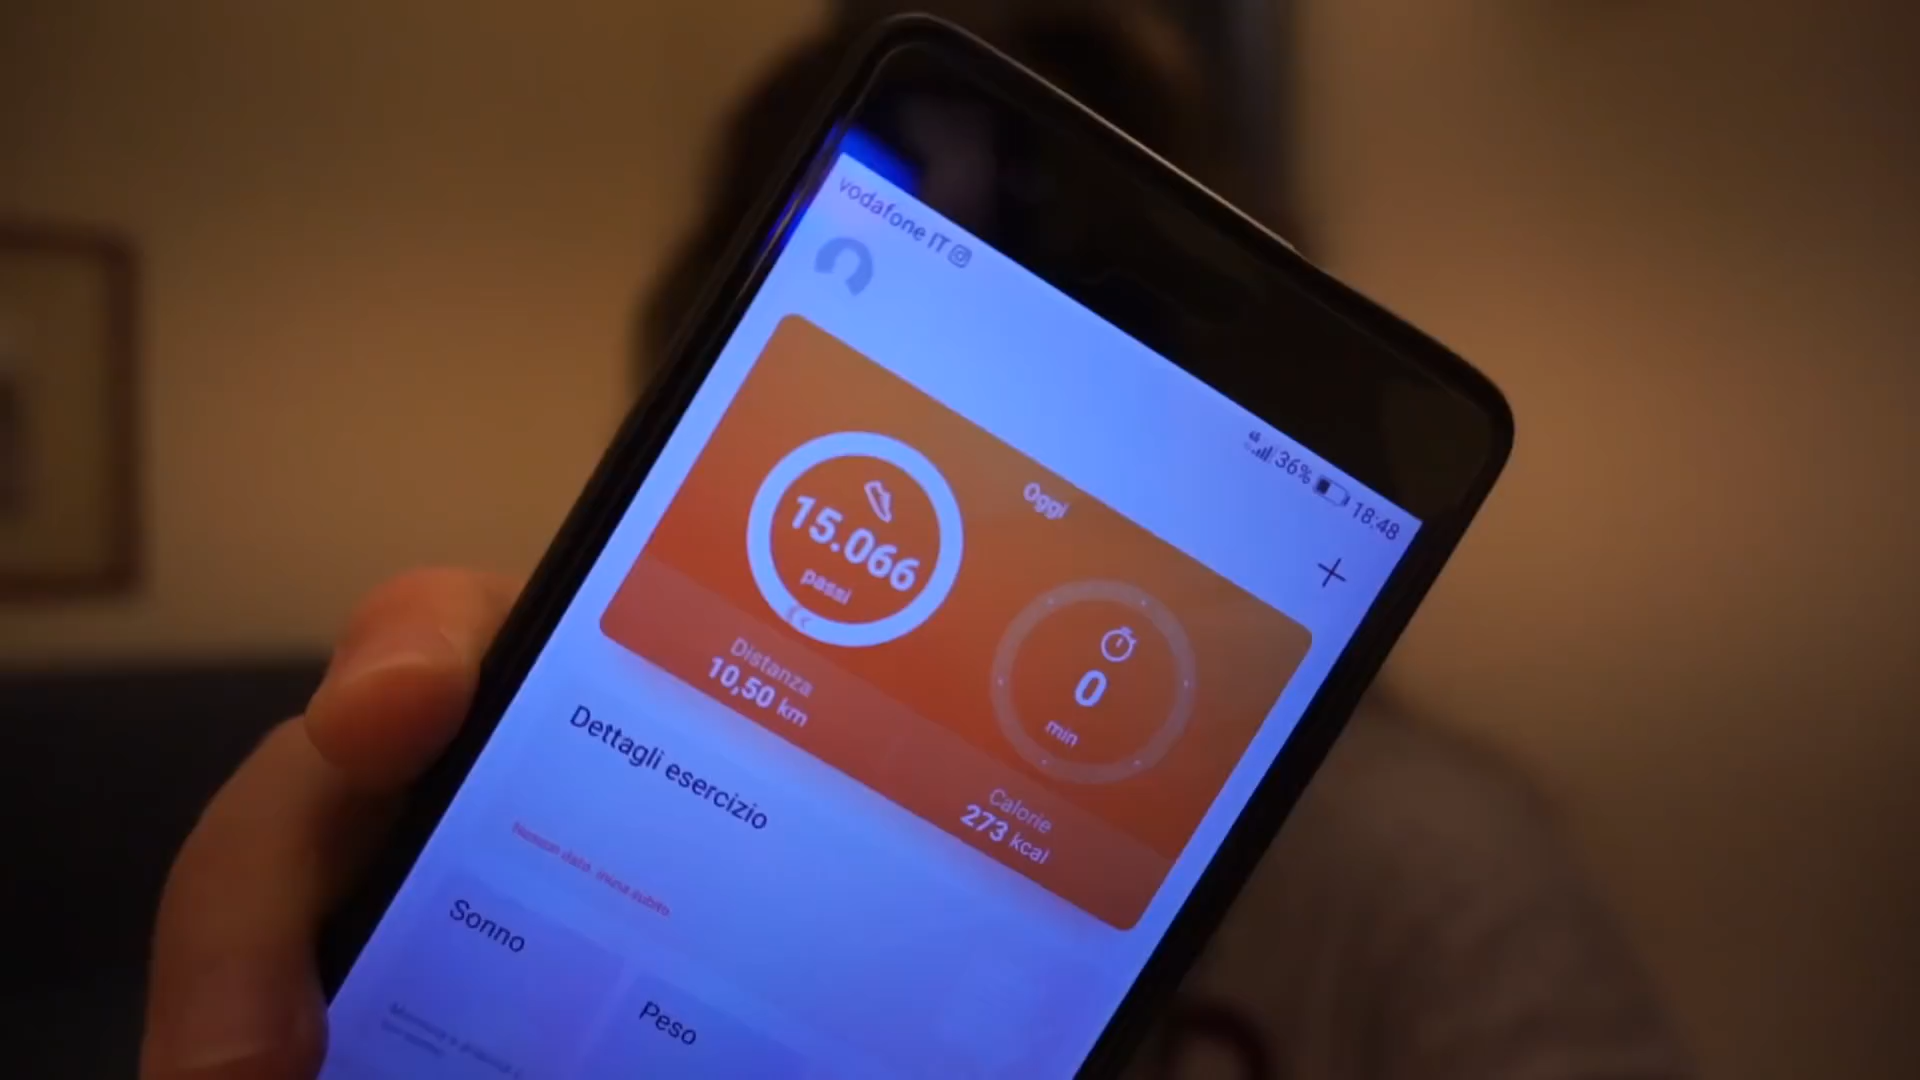 vodafone IT
36% 18:48
Oggi
15.066
passi
0
min
Distanza
10,50 km
Calorie
273 kcal
Dettagli esercizio
Nessun dato, inizia subito
Sonno
Peso